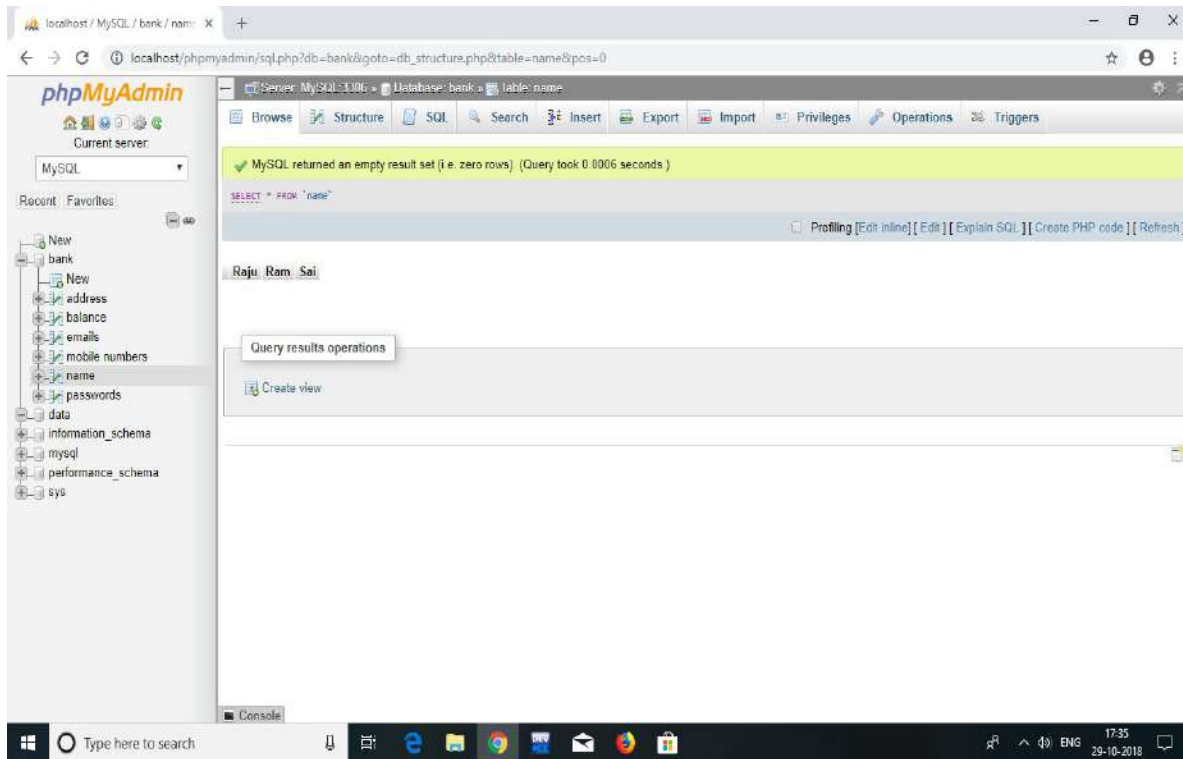 localhost / MySQL / bank / name
localhost/phpmyadmin/sql.php?db=bank&goto=db_structure.php&table=name&pos=0
phpMyAdmin
Current server:
MySQL
Recent Favorites
New
bank
New
address
balance
emails
mobile numbers
name
passwords
data
information_schema
mysql
performance_schema
sys
Server: MySQL:3306 » Database: bank » Table: name
Browse Structure SQL Search Insert Export Import Privileges Operations Triggers
MySQL returned an empty result set (i.e. zero rows). (Query took 0.0006 seconds.)
SELECT * FROM `name`
Profiling [Edit inline] [ Edit ] [ Explain SQL ] [ Create PHP code ] [ Refresh ]
Raju Ram Sai
Query results operations
Create view
Console
Type here to search
ENG
17:35
29-10-2018